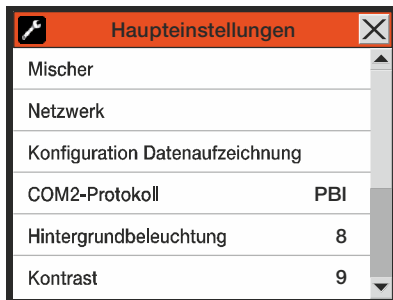 Haupteinstellungen
Mischer
Netzwerk
Konfiguration Datenaufzeichnung
COM2-Protokoll PBI
Hintergrundbeleuchtung 8
Kontrast 9